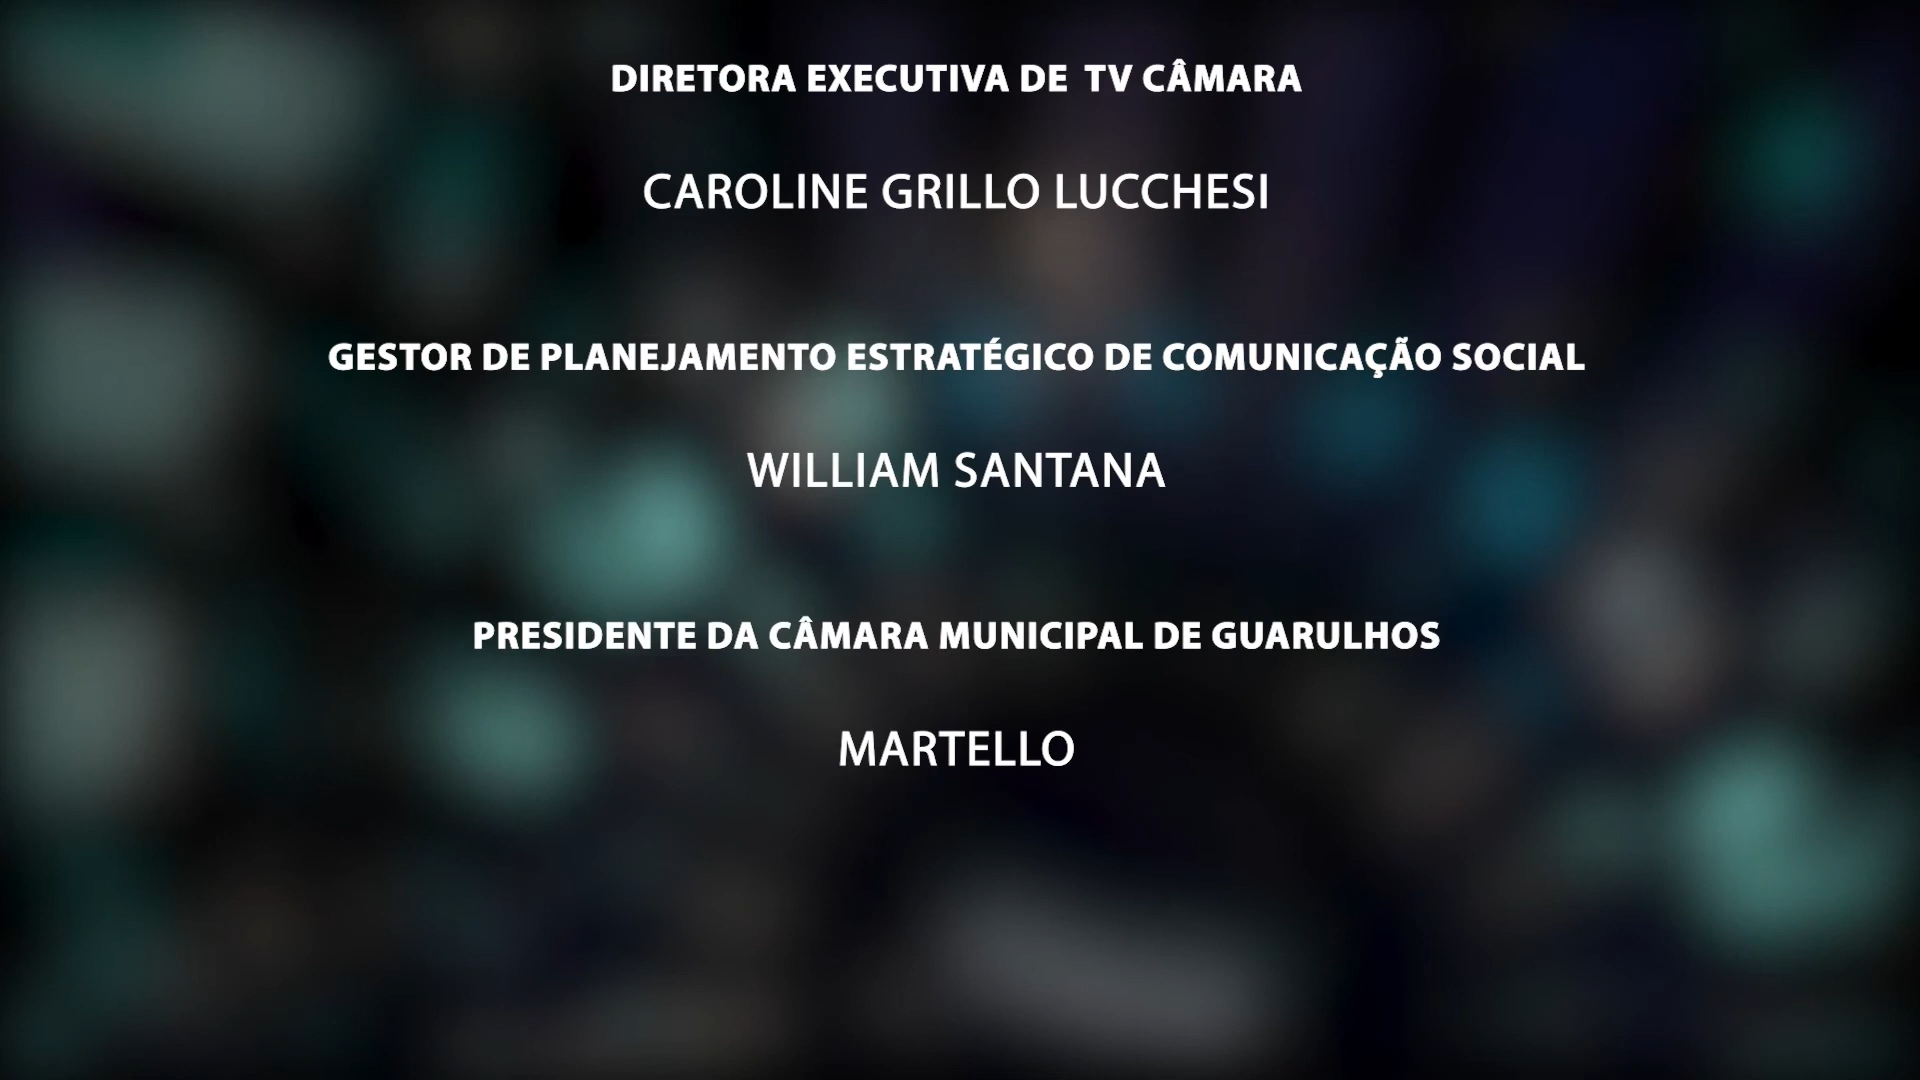 DIRETORA EXECUTIVA DE TV CÂMARA
CAROLINE GRILLO LUCCHESI
GESTOR DE PLANEJAMENTO ESTRATÉGICO DE COMUNICAÇÃO SOCIAL
WILLIAM SANTANA
PRESIDENTE DA CÂMARA MUNICIPAL DE GUARULHOS
MARTELLO